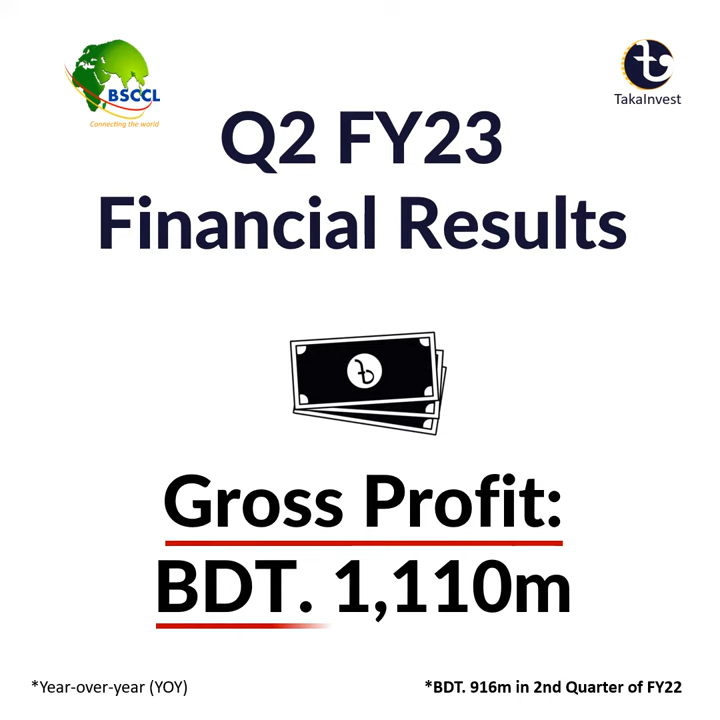 BSCCL
Connecting the world
TakaInvest
Q2 FY23
Financial Results
৳
Gross Profit:
BDT. 1,110m
*Year-over-year (YOY)
*BDT. 916m in 2nd Quarter of FY22